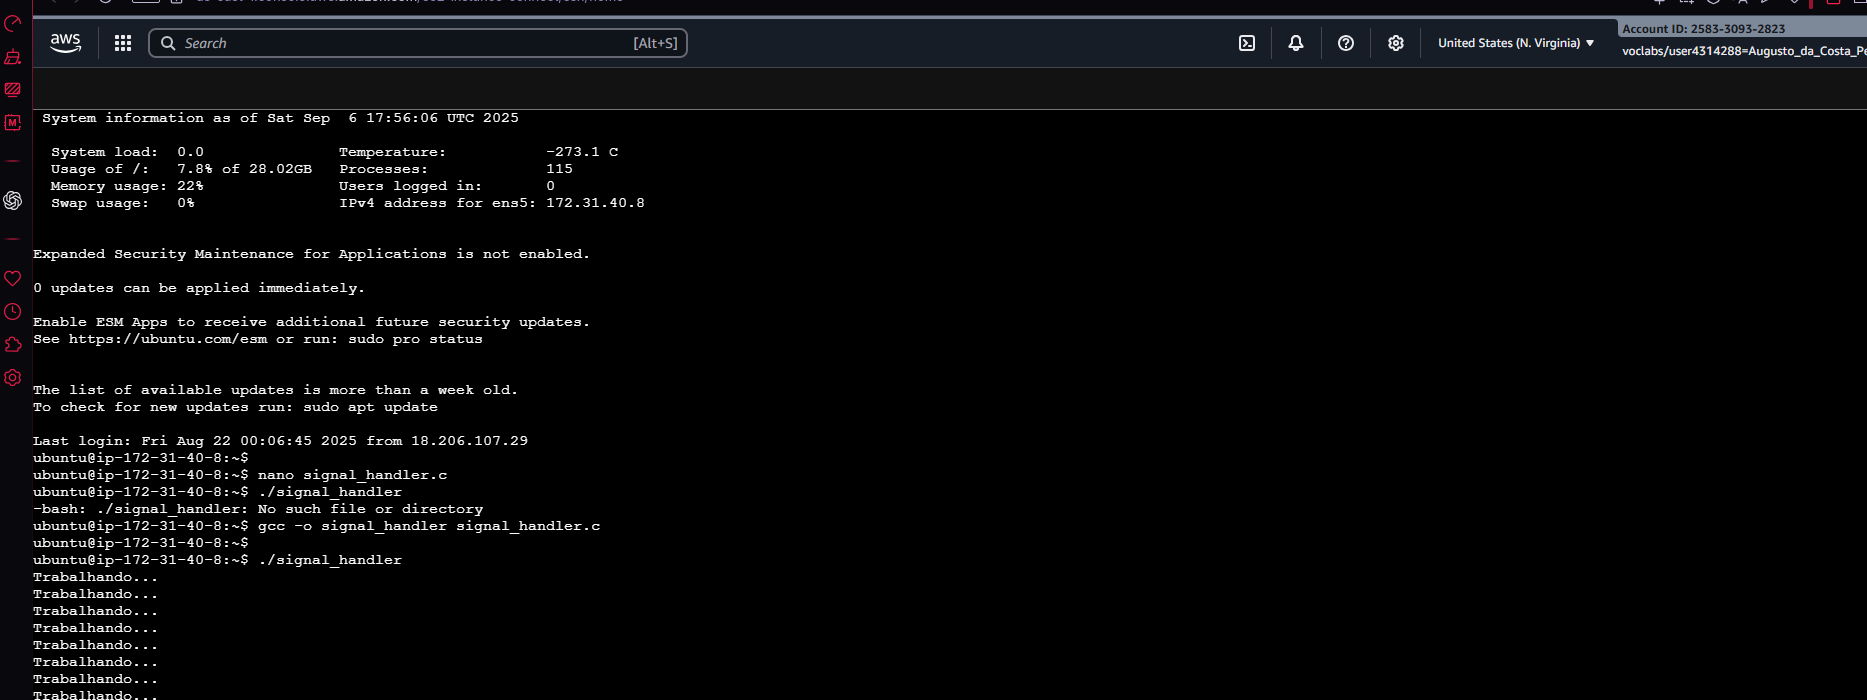 aws
Search
[Alt+S]
United States (N. Virginia)
Account ID: 2583-3093-2823
voclabs/user4314288=Augusto_da_Costa_Pe
M
System information as of Sat Sep  6 17:56:06 UTC 2025
System load:  0.0                Temperature:           -273.1 C
Usage of /:   7.8% of 28.02GB   Processes:             115
Memory usage: 22%               Users logged in:       0
Swap usage:   0%                IPv4 address for ens5: 172.31.40.8
Expanded Security Maintenance for Applications is not enabled.
0 updates can be applied immediately.
Enable ESM Apps to receive additional future security updates.
See https://ubuntu.com/esm or run: sudo pro status
The list of available updates is more than a week old.
To check for new updates run: sudo apt update
Last login: Fri Aug 22 00:06:45 2025 from 18.206.107.29
ubuntu@ip-172-31-40-8:~$
ubuntu@ip-172-31-40-8:~$ nano signal_handler.c
ubuntu@ip-172-31-40-8:~$ ./signal_handler
-bash: ./signal_handler: No such file or directory
ubuntu@ip-172-31-40-8:~$ gcc -o signal_handler signal_handler.c
ubuntu@ip-172-31-40-8:~$
ubuntu@ip-172-31-40-8:~$ ./signal_handler
Trabalhando...
Trabalhando...
Trabalhando...
Trabalhando...
Trabalhando...
Trabalhando...
Trabalhando...
Trabalhando...